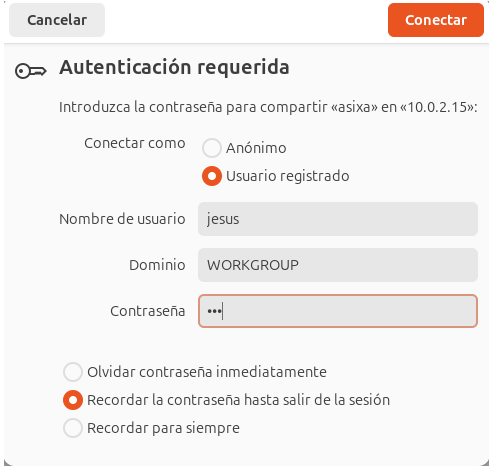 Cancelar
Conectar
Autenticación requerida
Introduzca la contraseña para compartir «asixa» en «10.0.2.15»:
Conectar como
Anónimo
Usuario registrado
Nombre de usuario
jesus
Dominio
WORKGROUP
Contraseña
•••
Olvidar contraseña inmediatamente
Recordar la contraseña hasta salir de la sesión
Recordar para siempre